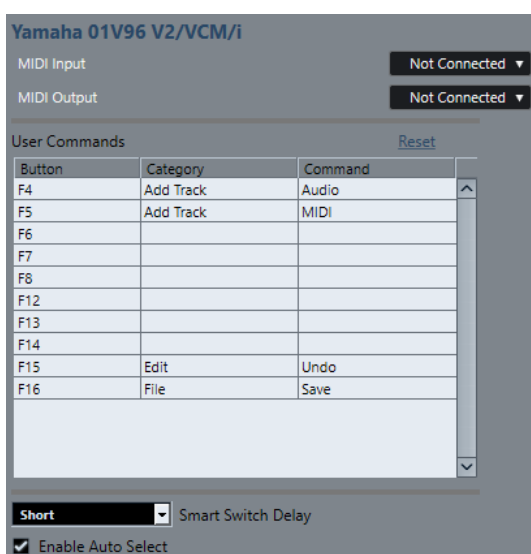 Yamaha 01V96 V2/VCM/i
MIDI Input Not Connected
MIDI Output Not Connected
User Commands Reset
Button Category Command
F4 Add Track Audio
F5 Add Track MIDI
F6
F7
F8
F12
F13
F14
F15 Edit Undo
F16 File Save
Short Smart Switch Delay
Enable Auto Select